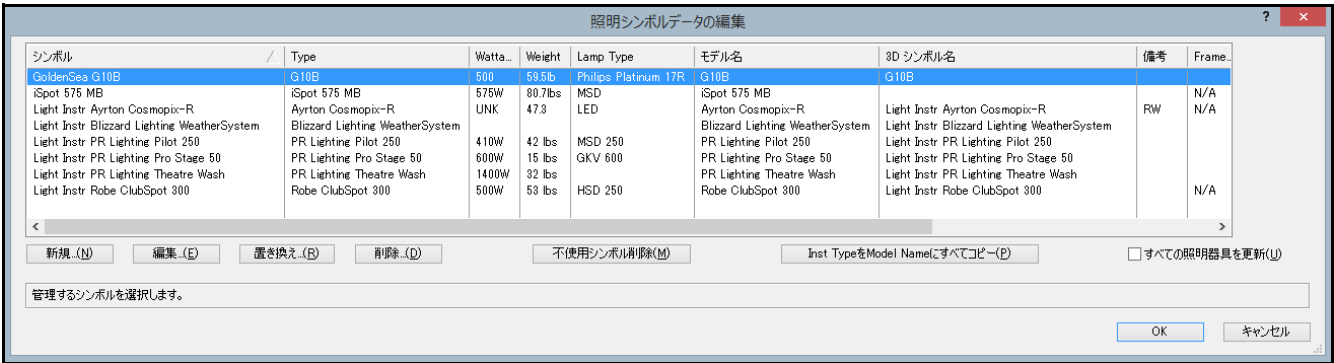 照明シンボルデータの編集
? ×
シンボル Type Watta... Weight Lamp Type モデル名 3D シンボル名 備考 Frame...
GoldenSea G10B G10B 500 59.5lb Philips Platinum 17R G10B G10B
iSpot 575 MB iSpot 575 MB 575W 80.7lbs MSD iSpot 575 MB N/A
Light Instr Ayrton Cosmopix-R Ayrton Cosmopix-R UNK 47.3 LED Ayrton Cosmopix-R Light Instr Ayrton Cosmopix-R RW N/A
Light Instr Blizzard Lighting WeatherSystem Blizzard Lighting WeatherSystem Blizzard Lighting WeatherSystem Light Instr Blizzard Lighting WeatherSystem
Light Instr PR Lighting Pilot 250 PR Lighting Pilot 250 410W 42 lbs MSD 250 PR Lighting Pilot 250 Light Instr PR Lighting Pilot 250
Light Instr PR Lighting Pro Stage 50 PR Lighting Pro Stage 50 600W 15 lbs GKV 600 PR Lighting Pro Stage 50 Light Instr PR Lighting Pro Stage 50
Light Instr PR Lighting Theatre Wash PR Lighting Theatre Wash 1400W 32 lbs PR Lighting Theatre Wash Light Instr PR Lighting Theatre Wash
Light Instr Robe ClubSpot 300 Robe ClubSpot 300 500W 53 lbs HSD 250 Robe ClubSpot 300 Light Instr Robe ClubSpot 300 N/A
新規...(N) 編集...(E) 置き換え...(R) 削除...(D) 不使用シンボル削除(M) Inst TypeをModel Nameにすべてコピー(P) すべての照明器具を更新(U)
管理するシンボルを選択します。
OK キャンセル